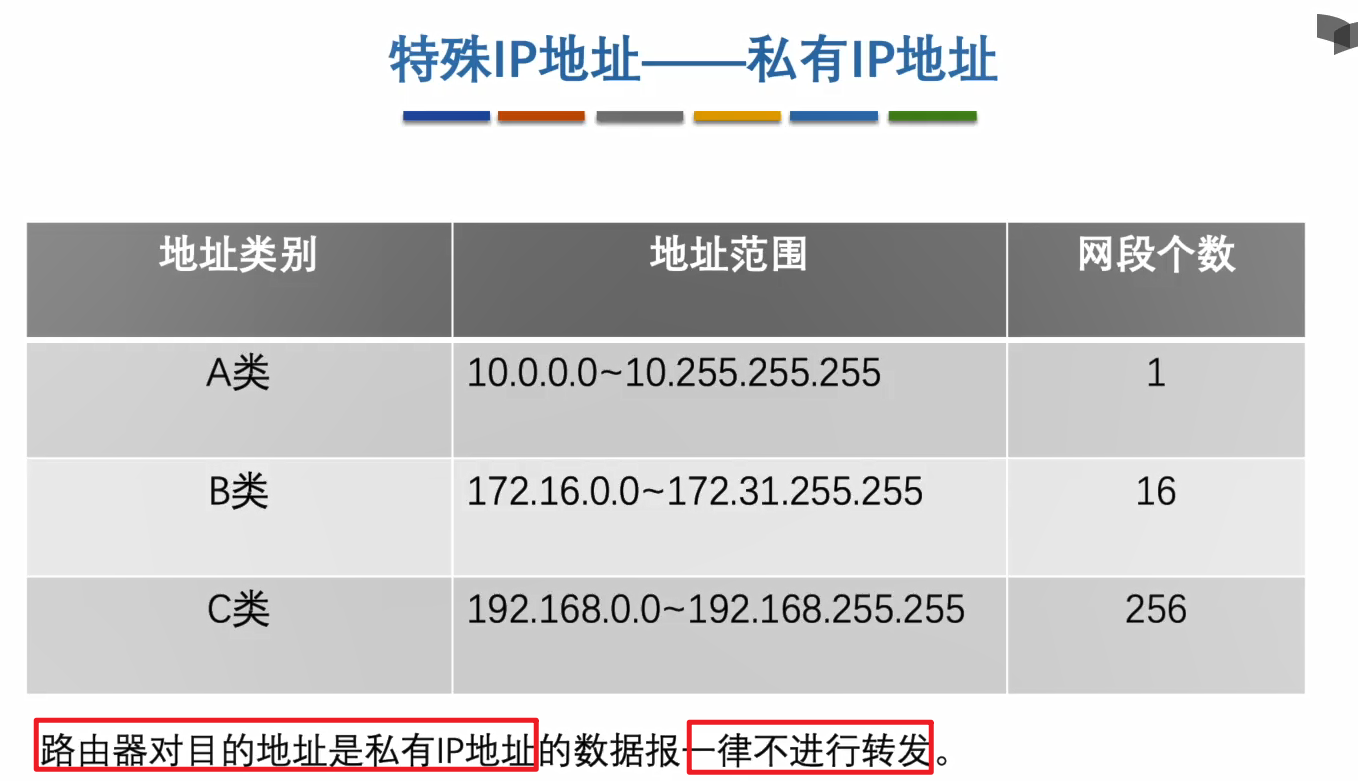 特殊IP地址——私有IP地址
地址类别 地址范围 网段个数
A类 10.0.0.0~10.255.255.255 1
B类 172.16.0.0~172.31.255.255 16
C类 192.168.0.0~192.168.255.255 256
路由器对目的地址是私有IP地址的数据报一律不进行转发。